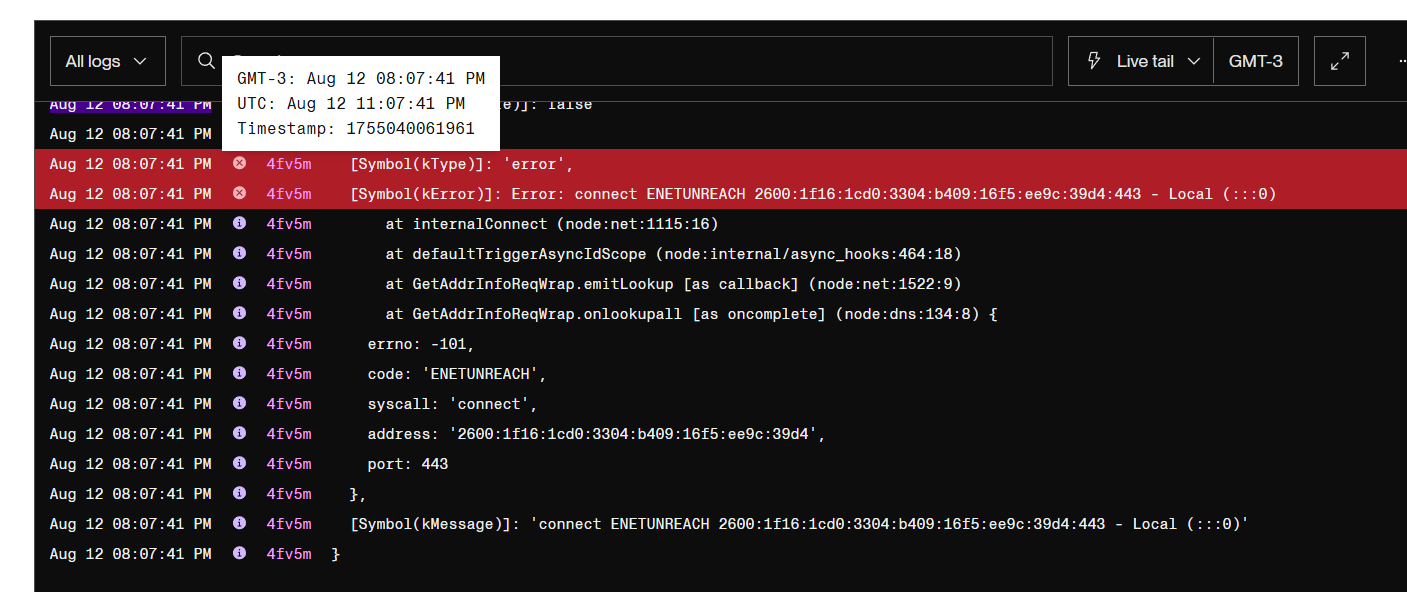 All logs
Live tail
GMT-3
GMT-3: Aug 12 08:07:41 PM
UTC: Aug 12 11:07:41 PM
Timestamp: 1755040061961
Aug 12 08:07:41 PM e)]: false
Aug 12 08:07:41 PM
Aug 12 08:07:41 PM 4fv5m [Symbol(kType)]: 'error',
Aug 12 08:07:41 PM 4fv5m [Symbol(kError)]: Error: connect ENETUNREACH 2600:1f16:1cd0:3304:b409:16f5:ee9c:39d4:443 - Local (:::0)
Aug 12 08:07:41 PM 4fv5m at internalConnect (node:net:1115:16)
Aug 12 08:07:41 PM 4fv5m at defaultTriggerAsyncIdScope (node:internal/async_hooks:464:18)
Aug 12 08:07:41 PM 4fv5m at GetAddrInfoReqWrap.emitLookup [as callback] (node:net:1522:9)
Aug 12 08:07:41 PM 4fv5m at GetAddrInfoReqWrap.onlookupall [as oncomplete] (node:dns:134:8) {
Aug 12 08:07:41 PM 4fv5m errno: -101,
Aug 12 08:07:41 PM 4fv5m code: 'ENETUNREACH',
Aug 12 08:07:41 PM 4fv5m syscall: 'connect',
Aug 12 08:07:41 PM 4fv5m address: '2600:1f16:1cd0:3304:b409:16f5:ee9c:39d4',
Aug 12 08:07:41 PM 4fv5m port: 443
Aug 12 08:07:41 PM 4fv5m },
Aug 12 08:07:41 PM 4fv5m [Symbol(kMessage)]: 'connect ENETUNREACH 2600:1f16:1cd0:3304:b409:16f5:ee9c:39d4:443 - Local (:::0)'
Aug 12 08:07:41 PM 4fv5m }